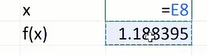 x =E8
f(x) 1.188395